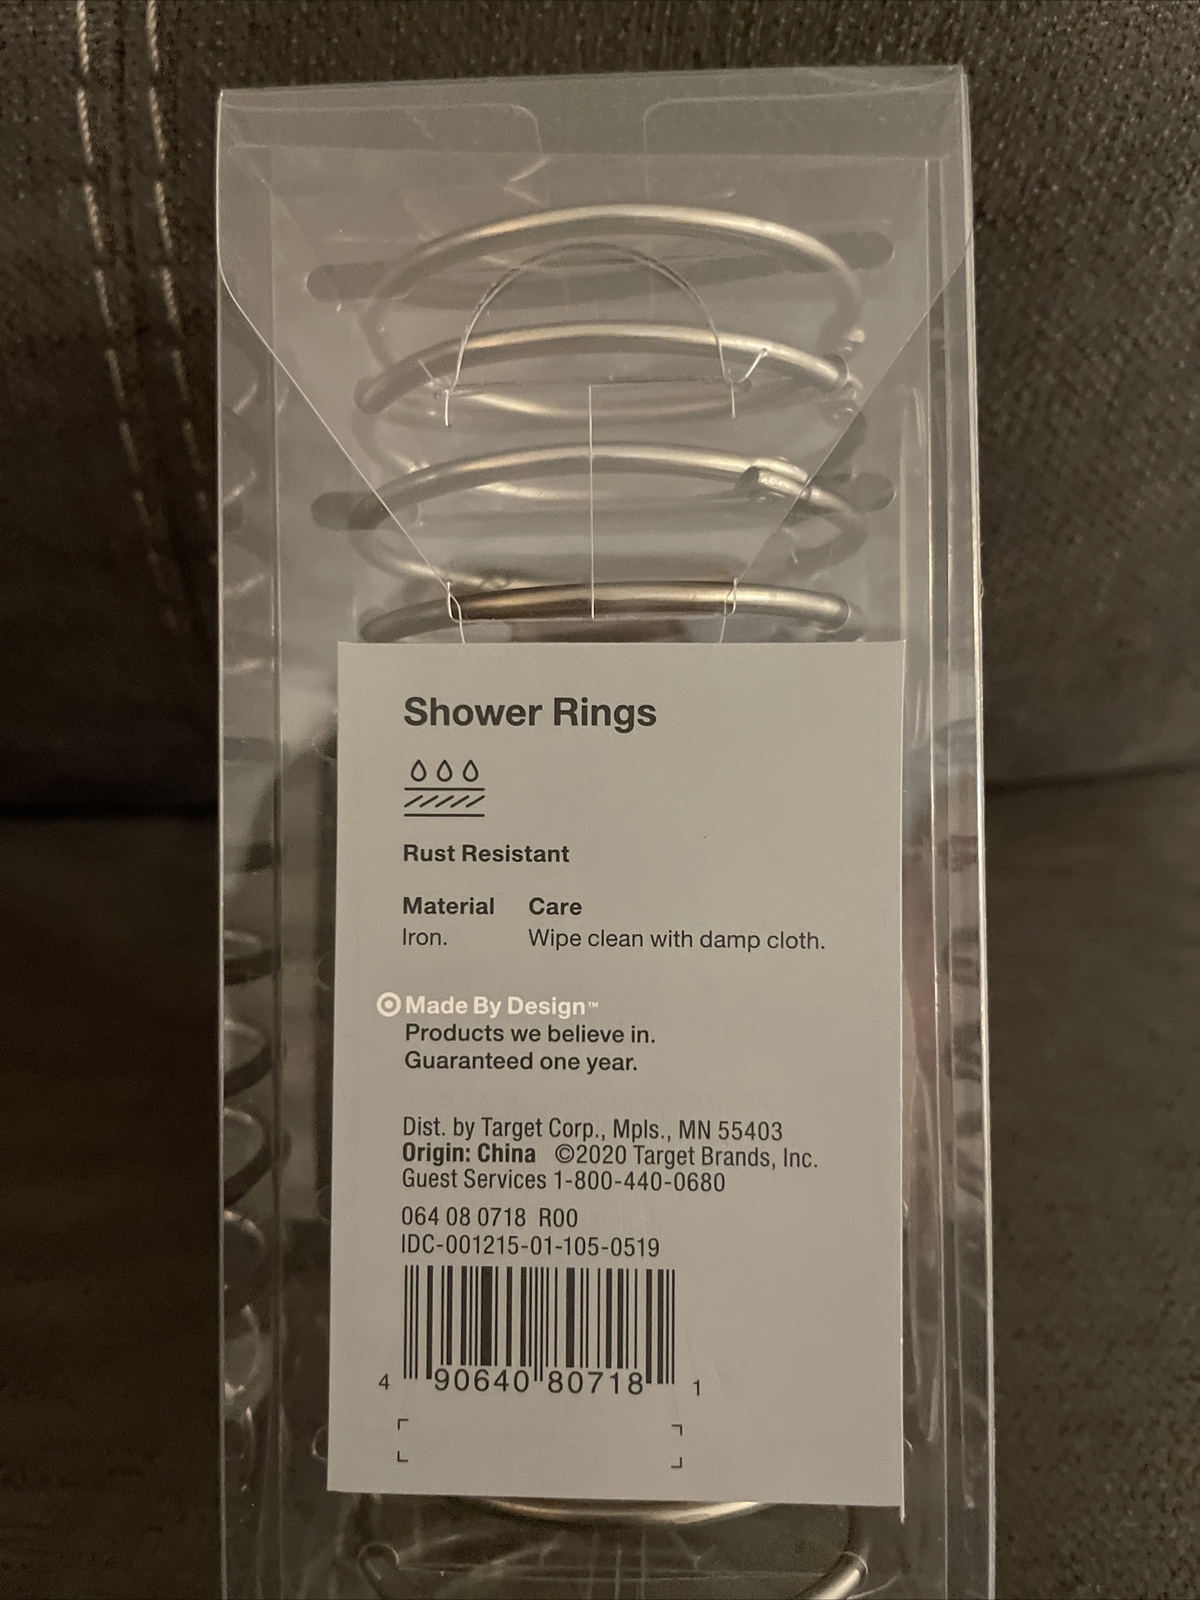 Shower Rings
Rust Resistant
Material Care
Iron. Wipe clean with damp cloth.
Made By Design™
Products we believe in.
Guaranteed one year.
Dist. by Target Corp., Mpls., MN 55403
Origin: China ©2020 Target Brands, Inc.
Guest Services 1-800-440-0680
064 08 0718 R00
IDC-001215-01-105-0519
4 90640 80718 1